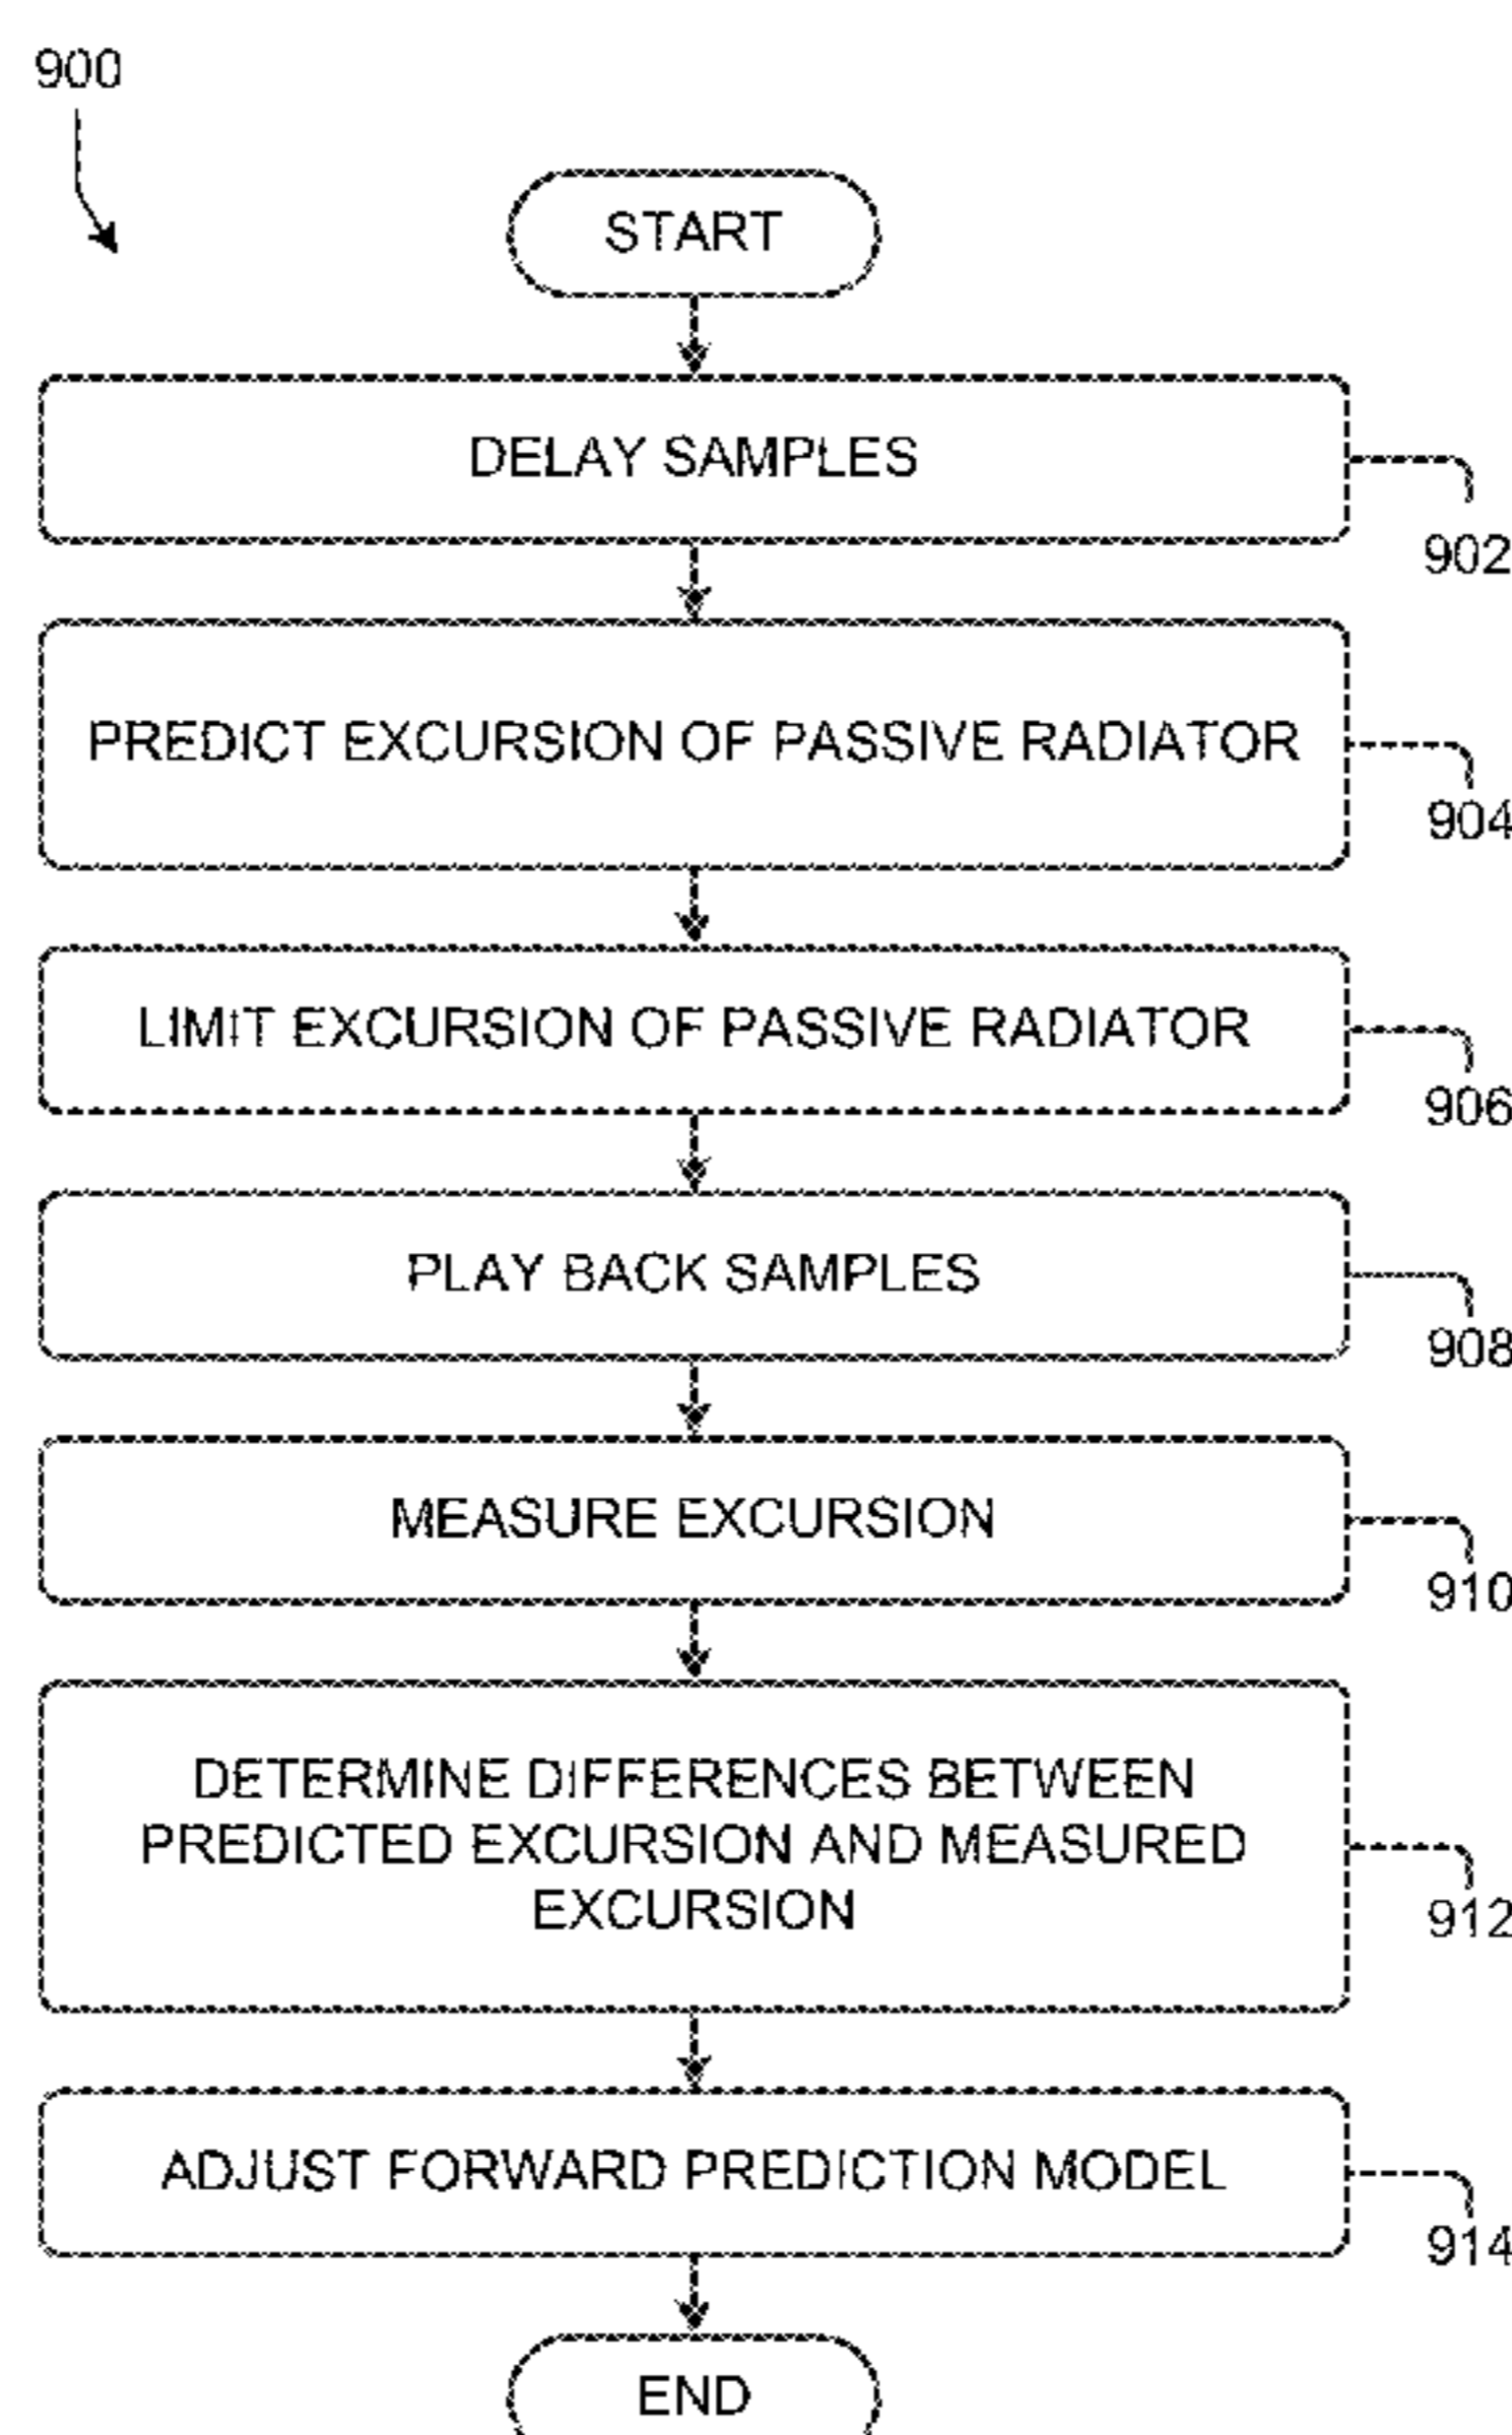 900
START
DELAY SAMPLES
902
PREDICT EXCURSION OF PASSIVE RADIATOR
904
LIMIT EXCURSION OF PASSIVE RADIATOR
906
PLAY BACK SAMPLES
908
MEASURE EXCURSION
910
DETERMINE DIFFERENCES BETWEEN
PREDICTED EXCURSION AND MEASURED
EXCURSION
912
ADJUST FORWARD PREDICTION MODEL
914
END